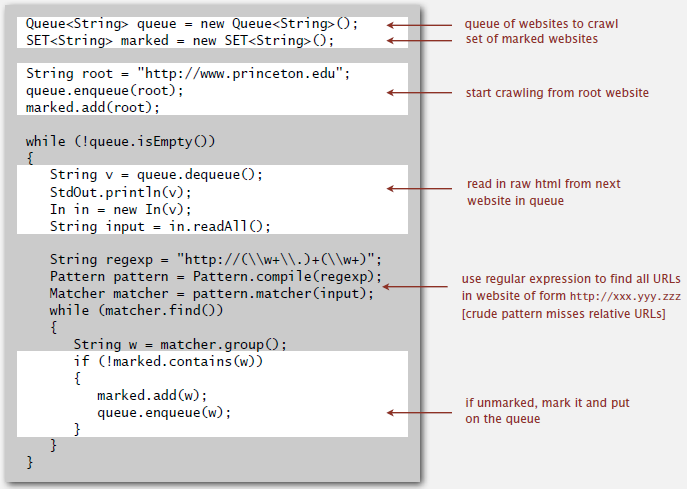 Queue<String> queue = new Queue<String>();
SET<String> marked = new SET<String>();
queue of websites to crawl
set of marked websites
String root = "http://www.princeton.edu";
queue.enqueue(root);
marked.add(root);
start crawling from root website
while (!queue.isEmpty())
{
String v = queue.dequeue();
StdOut.println(v);
In in = new In(v);
String input = in.readAll();
read in raw html from next
website in queue
String regexp = "http://(\\w+\\.)+(\\w+)";
Pattern pattern = Pattern.compile(regexp);
Matcher matcher = pattern.matcher(input);
while (matcher.find())
{
String w = matcher.group();
use regular expression to find all URLs
in website of form http://xxx.yyy.zzz
[crude pattern misses relative URLs]
if (!marked.contains(w))
{
marked.add(w);
queue.enqueue(w);
}
if unmarked, mark it and put
on the queue
}
}